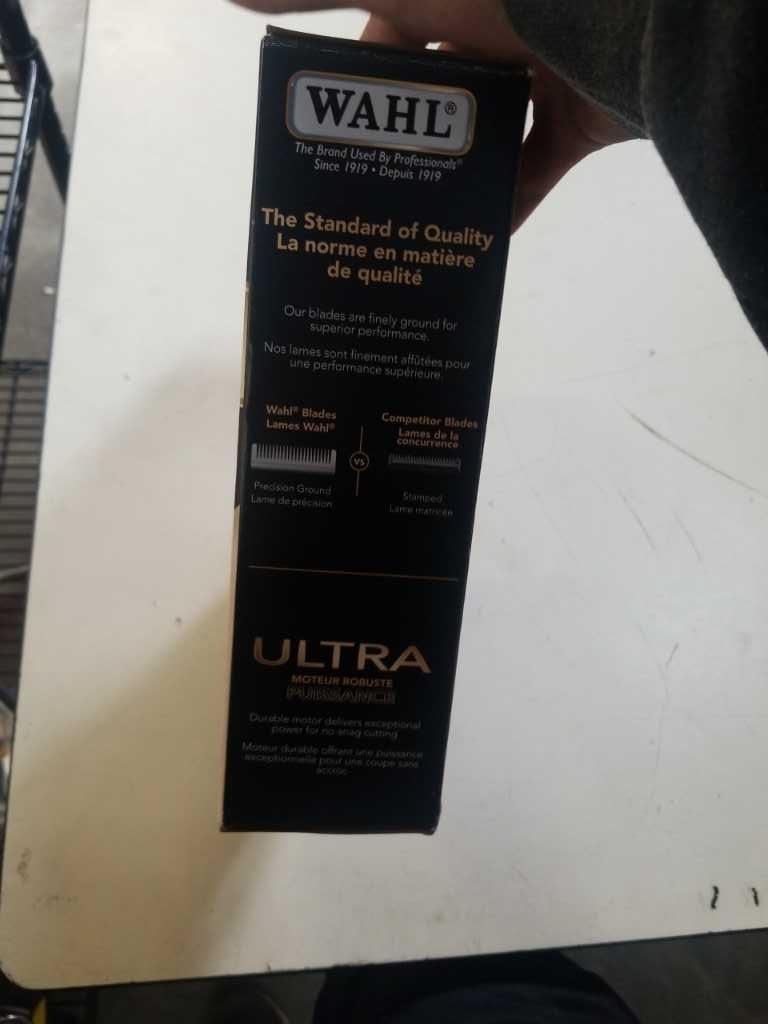 WAHL®
The Brand Used By Professionals®
Since 1919 • Depuis 1919
The Standard of Quality
La norme en matière
de qualité
Our blades are finely ground for
superior performance.
Nos lames sont finement affûtées pour
une performance supérieure.
Wahl® Blades
Lames Wahl®
VS
Competitor Blades
Lames de la
concurrence
Precision Ground
Lame de précision
Stamped
Lame matricée
ULTRA
MOTEUR ROBUSTE
PUISSANCE
Durable motor delivers exceptional
power for no-snag cutting
Moteur durable offrant une puissance
exceptionnelle pour une coupe sans
accroc